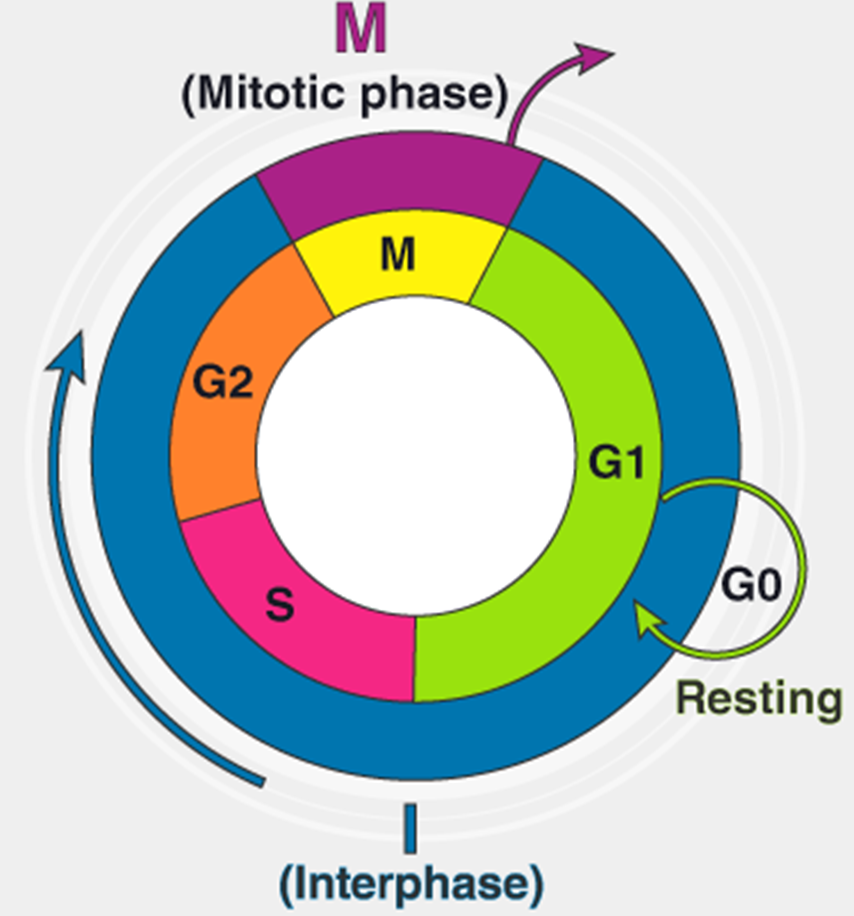 M
(Mitotic phase)
M
G2
G1
S
G0
Resting
I
(Interphase)